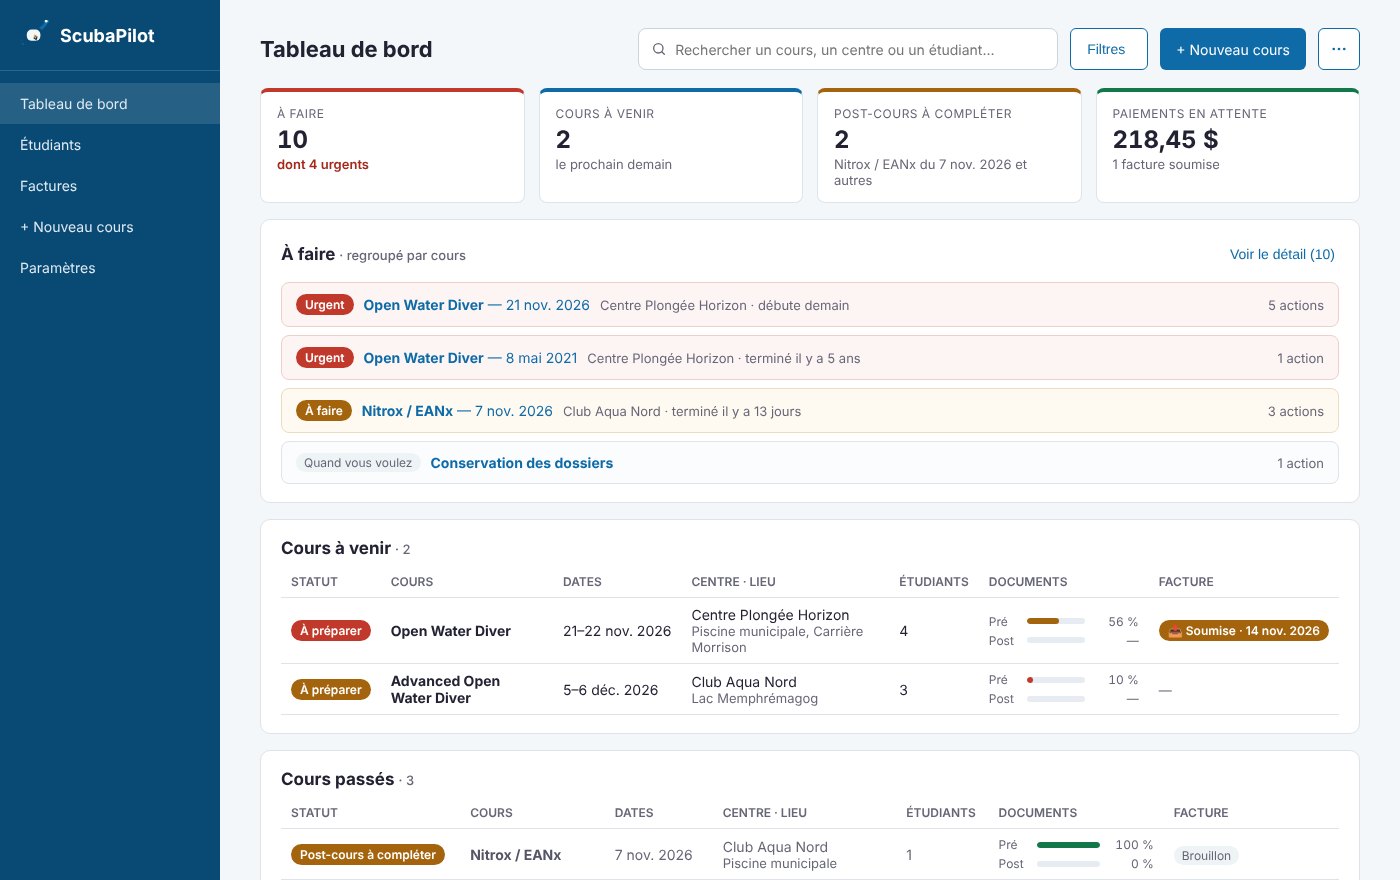 ScubaPilot
Tableau de bord
Étudiants
Factures
+ Nouveau cours
Paramètres
Tableau de bord
Rechercher un cours, un centre ou un étudiant...
Filtres
+ Nouveau cours
...
À FAIRE
10
dont 4 urgents
COURS À VENIR
2
le prochain demain
POST-COURS À COMPLÉTER
2
Nitrox / EANx du 7 nov. 2026 et
autres
PAIEMENTS EN ATTENTE
218,45 $
1 facture soumise
À faire · regroupé par cours
Voir le détail (10)
Urgent Open Water Diver — 21 nov. 2026 Centre Plongée Horizon · débute demain 5 actions
Urgent Open Water Diver — 8 mai 2021 Centre Plongée Horizon · terminé il y a 5 ans 1 action
À faire Nitrox / EANx — 7 nov. 2026 Club Aqua Nord · terminé il y a 13 jours 3 actions
Quand vous voulez Conservation des dossiers 1 action
Cours à venir · 2
STATUT COURS DATES CENTRE · LIEU ÉTUDIANTS DOCUMENTS FACTURE
À préparer Open Water Diver 21–22 nov. 2026 Centre Plongée Horizon
Piscine municipale, Carrière
Morrison
4
Pré 56 %
Post —
Soumise · 14 nov. 2026
À préparer Advanced Open
Water Diver
5–6 déc. 2026 Club Aqua Nord
Lac Memphrémagog
3
Pré 10 %
Post —
—
Cours passés · 3
STATUT COURS DATES CENTRE · LIEU ÉTUDIANTS DOCUMENTS FACTURE
Post-cours à compléter Nitrox / EANx 7 nov. 2026 Club Aqua Nord
Piscine municipale
1
Pré 100 %
Post 0 %
Brouillon